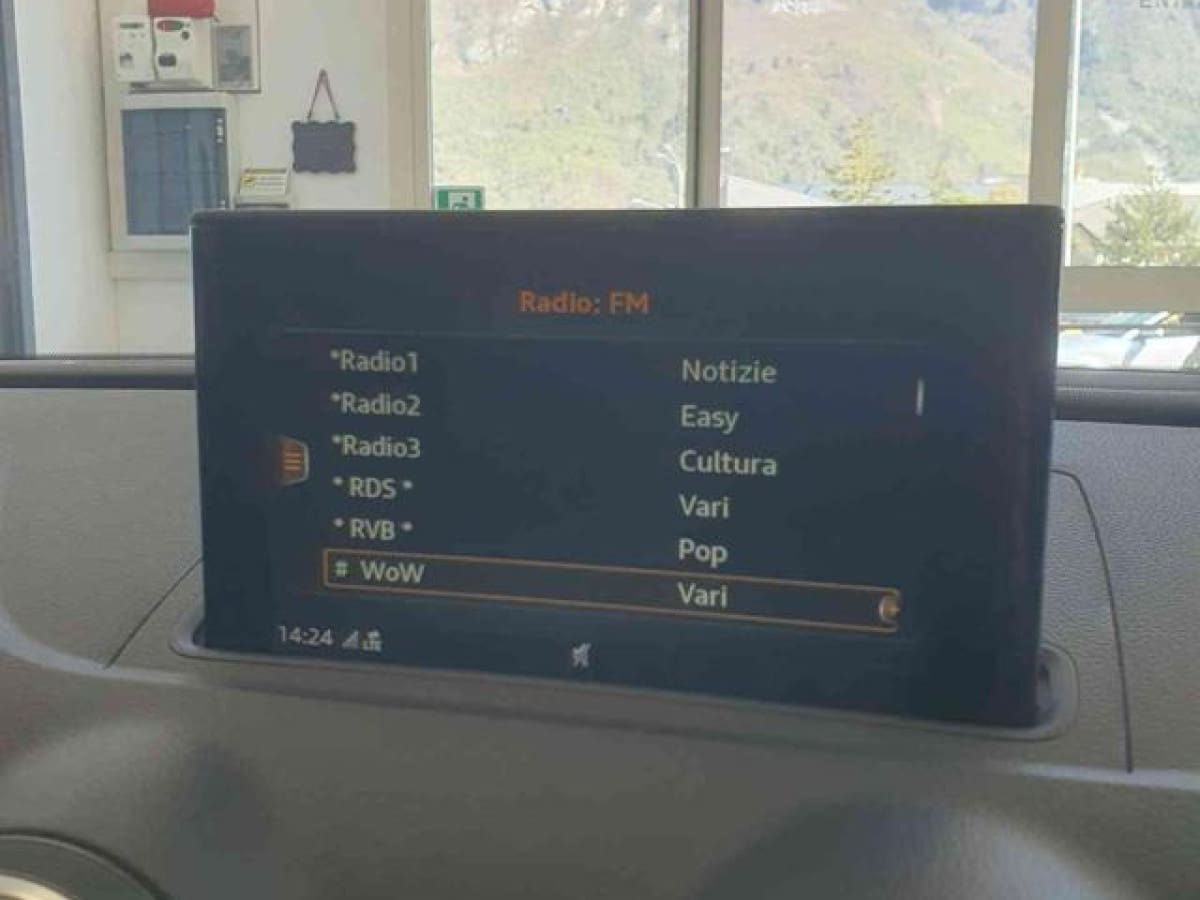 Radio: FM
*Radio1 Notizie
*Radio2 Easy
*Radio3 Cultura
* RDS * Vari
* RVB * Pop
# WoW Vari
14:24